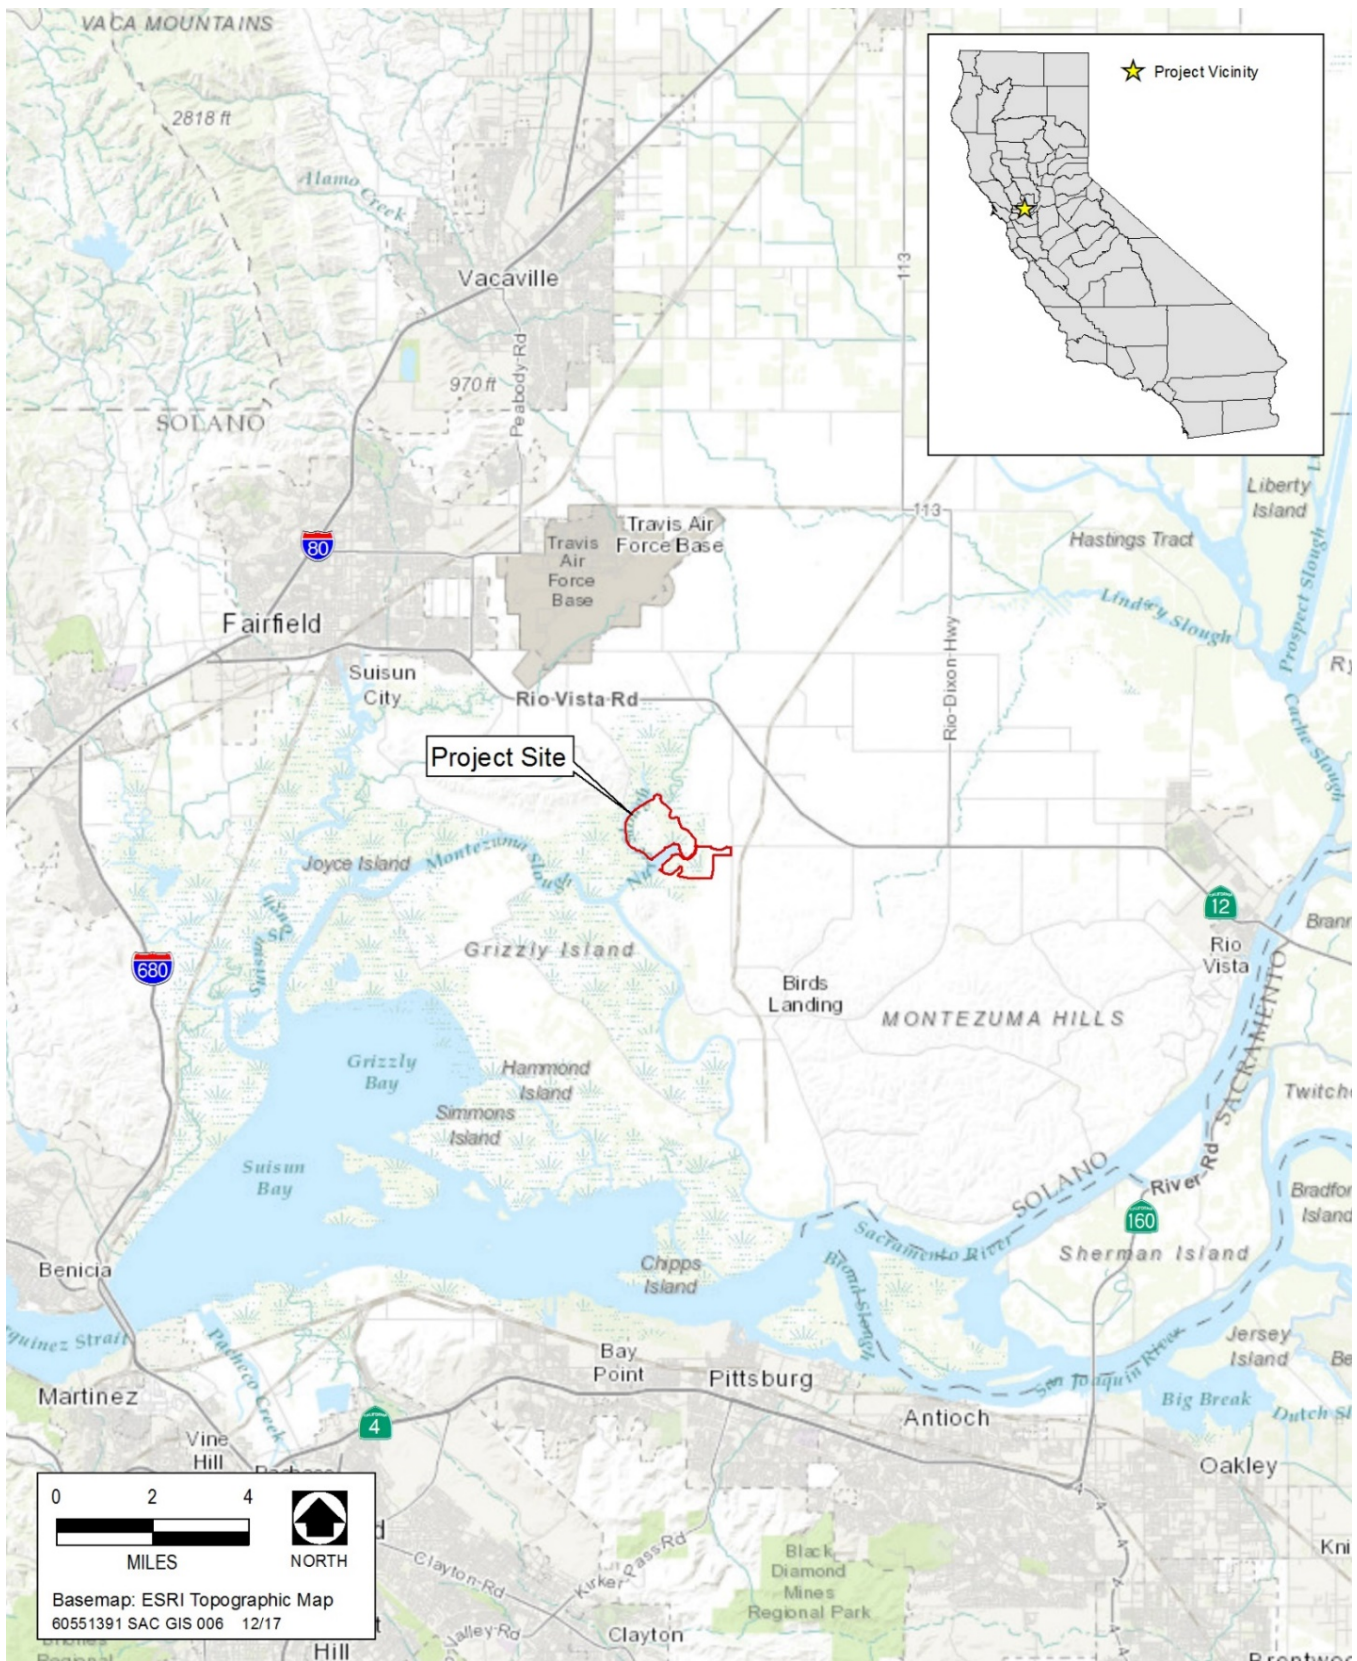 VACA MOUNTAINS
2818 ft
Alamo Creek
Vacaville
113
Peabody Rd
970 ft
SOLANO
Project Vicinity
80
Travis Air
Force Base
Travis
Air
Force
Base
113
Liberty
Island
Hastings Tract
Lindsey Slough
Prospect Slough
Fairfield
Suisun
City
Rio Vista Rd
Rio-Dixon Hwy
Cache Slough
Project Site
Joyce Island
Montezuma Slough
Suisun Slough
Grizzly Island
12
Rio
Vista
680
Birds
Landing
MONTEZUMA HILLS
SACRAMENTO
Grizzly
Bay
Hammond
Island
Simmons
Island
Suisun
Bay
SOLANO
River Rd
160
Sherman Island
Sacramento River
Broad Slough
Chipps
Island
Benicia
Martinez
Pacheco Creek
Bay
Point
Pittsburg
Antioch
San Joaquin River
Jersey
Island
Big Break
Oakley
Vine
Hill
4
0 2 4
MILES
NORTH
Basemap: ESRI Topographic Map
60551391 SAC GIS 006 12/17
Clayton Rd
Kirker Pass Rd
Black
Diamond
Mines
Regional Park
Clayton
Hill